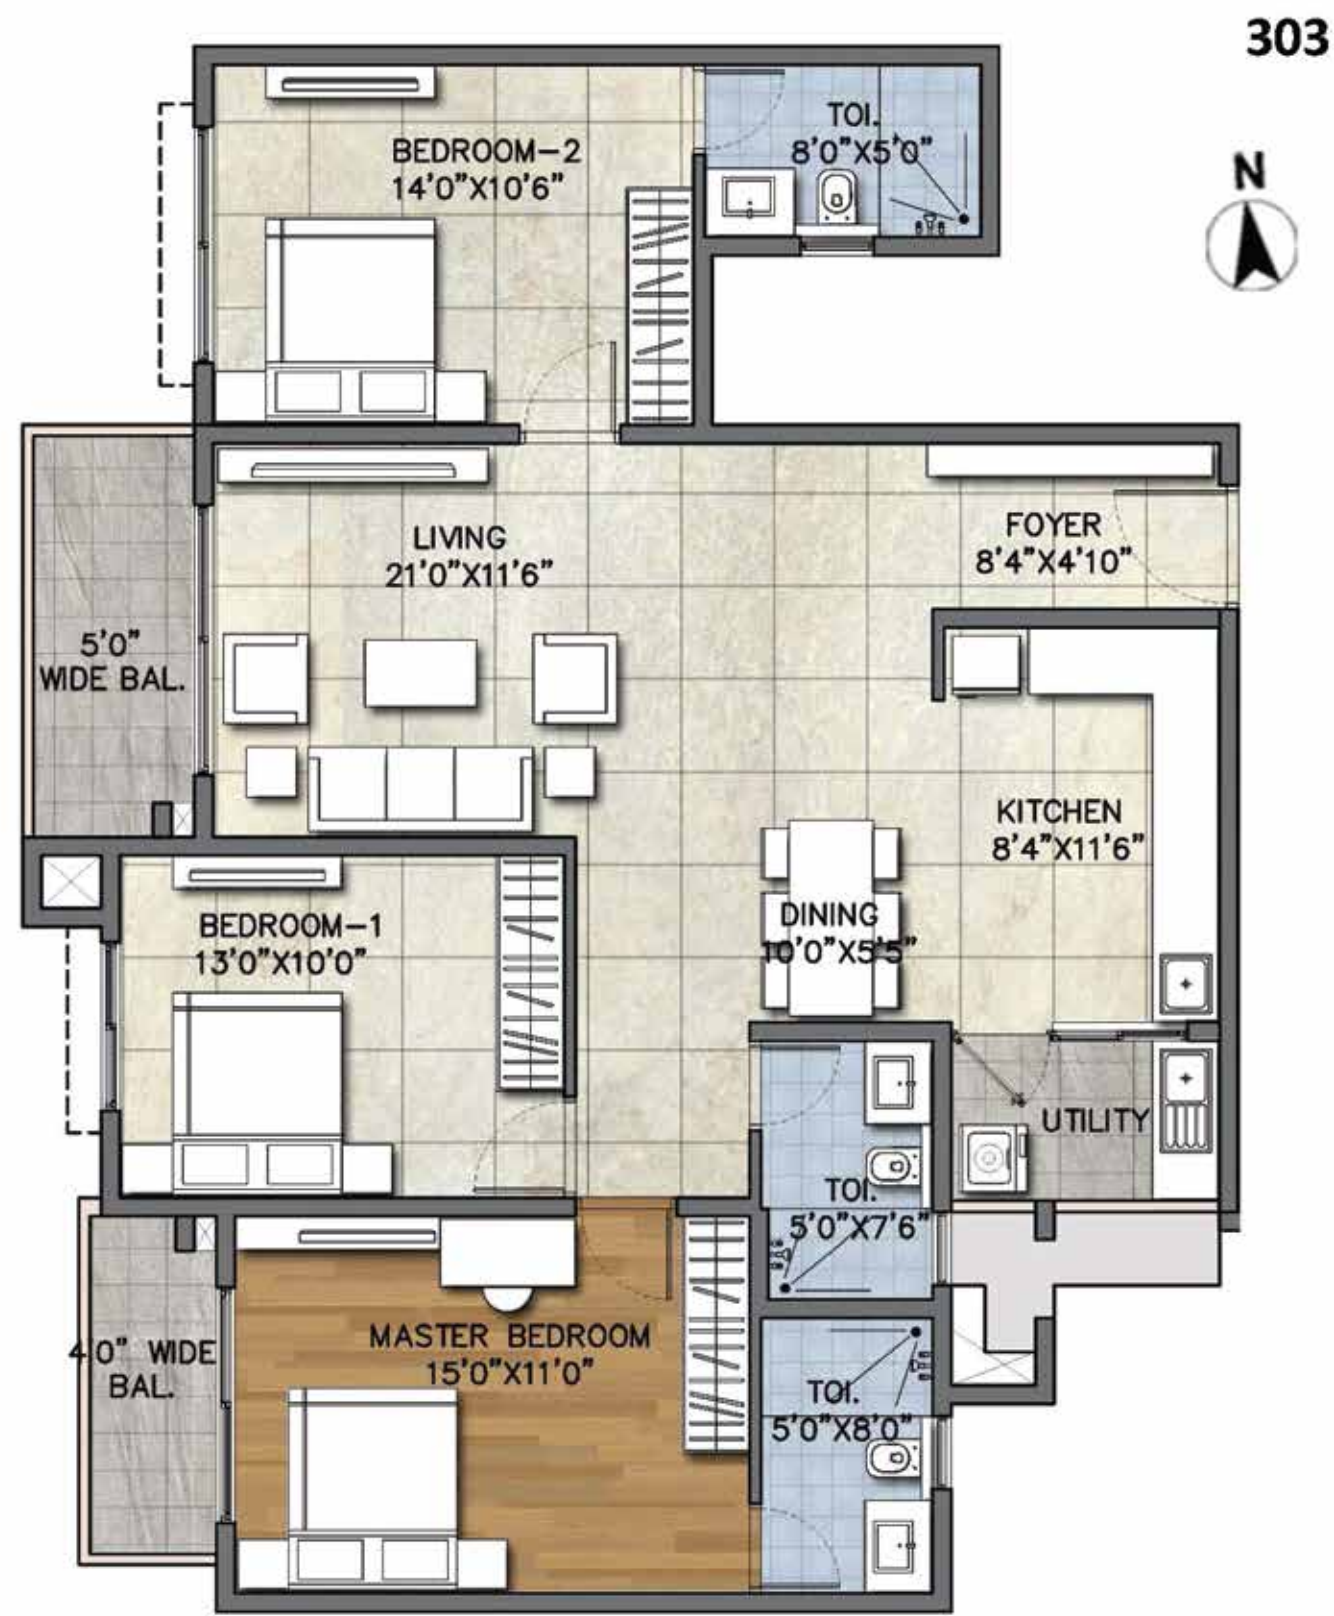 303
N
TOI.
8'0"X5'0"
BEDROOM-2
14'0"X10'6"
LIVING
21'0"X11'6"
FOYER
8'4"X4'10"
5'0"
WIDE BAL.
KITCHEN
8'4"X11'6"
DINING
10'0"X5'5"
BEDROOM-1
13'0"X10'0"
UTILITY
TOI.
5'0"X7'6"
MASTER BEDROOM
15'0"X11'0"
4'0" WIDE
BAL.
TOI.
5'0"X8'0"